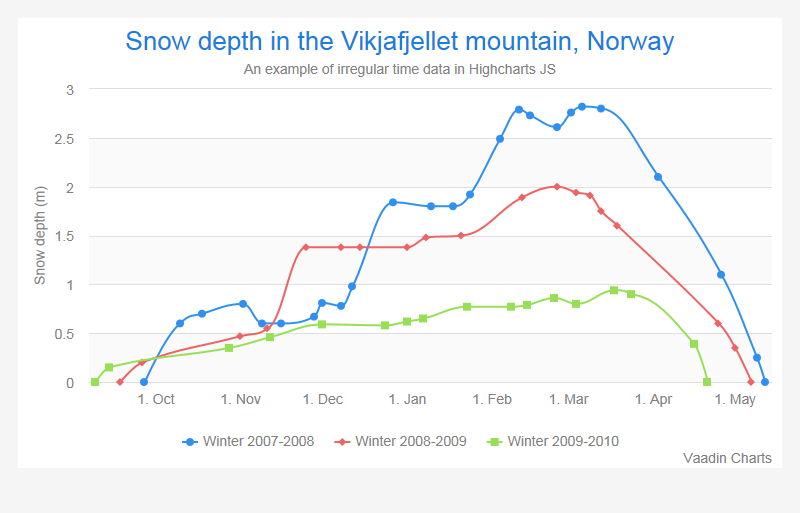 Snow depth in the Vikjafjellet mountain, Norway
An example of irregular time data in Highcharts JS
Snow depth (m)
3
2.5
2
1.5
1
0.5
0
1. Oct 1. Nov 1. Dec 1. Jan 1. Feb 1. Mar 1. Apr 1. May
Winter 2007-2008 Winter 2008-2009 Winter 2009-2010
Vaadin Charts